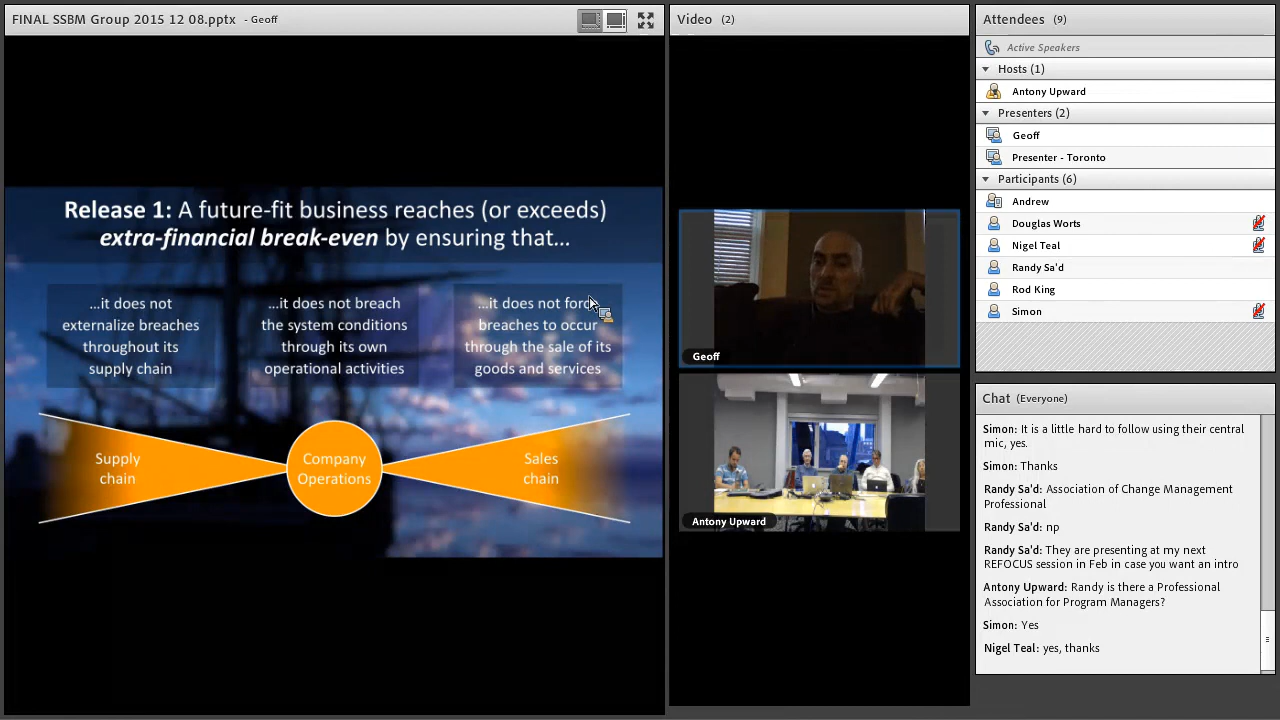 FINAL SSBM Group 2015 12 08.pptx - Geoff
Release 1: A future-fit business reaches (or exceeds)
extra-financial break-even by ensuring that...
...it does not
externalize breaches
throughout its
supply chain
...it does not breach
the system conditions
through its own
operational activities
...it does not
breaches to occur
through the sale of its
goods and services
Supply
chain
Company
Operations
Sales
chain
Video (2)
Geoff
Antony Upward
Attendees (9)
Active Speakers
Hosts (1)
Antony Upward
Presenters (2)
Geoff
Presenter - Toronto
Participants (6)
Andrew
Douglas Worts
Nigel Teal
Randy Sa'd
Rod King
Simon
Chat (Everyone)
Simon: It is a little hard to follow using their central
mic, yes.
Simon: Thanks
Randy Sa'd: Association of Change Management
Professional
Randy Sa'd: np
Randy Sa'd: They are presenting at my next
REFOCUS session in Feb in case you want an intro
Antony Upward: Randy is there a Professional
Association for Program Managers?
Simon: Yes
Nigel Teal: yes, thanks